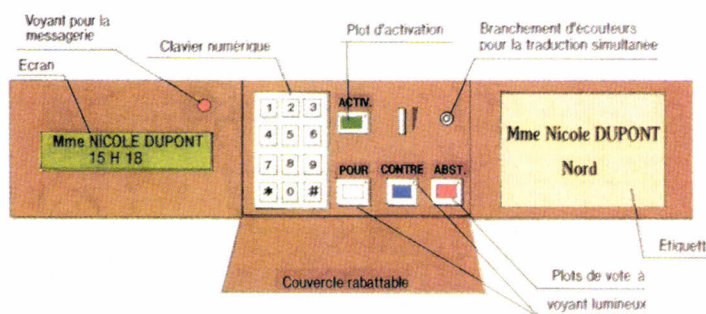 Voyant pour la
messagerie
Ecran
Clavier numérique
Plot d'activation
Branchement d'écouteurs
pour la traduction simultanée
Mme NICOLE DUPONT
15 H 18
1 2 3
4 5 6
7 8 9
* 0 #
ACTIV.
POUR CONTRE ABST.
Mme Nicole DUPONT
Nord
Etiquett
Couvercle rabattable
Plots de vote à
voyant lumineux